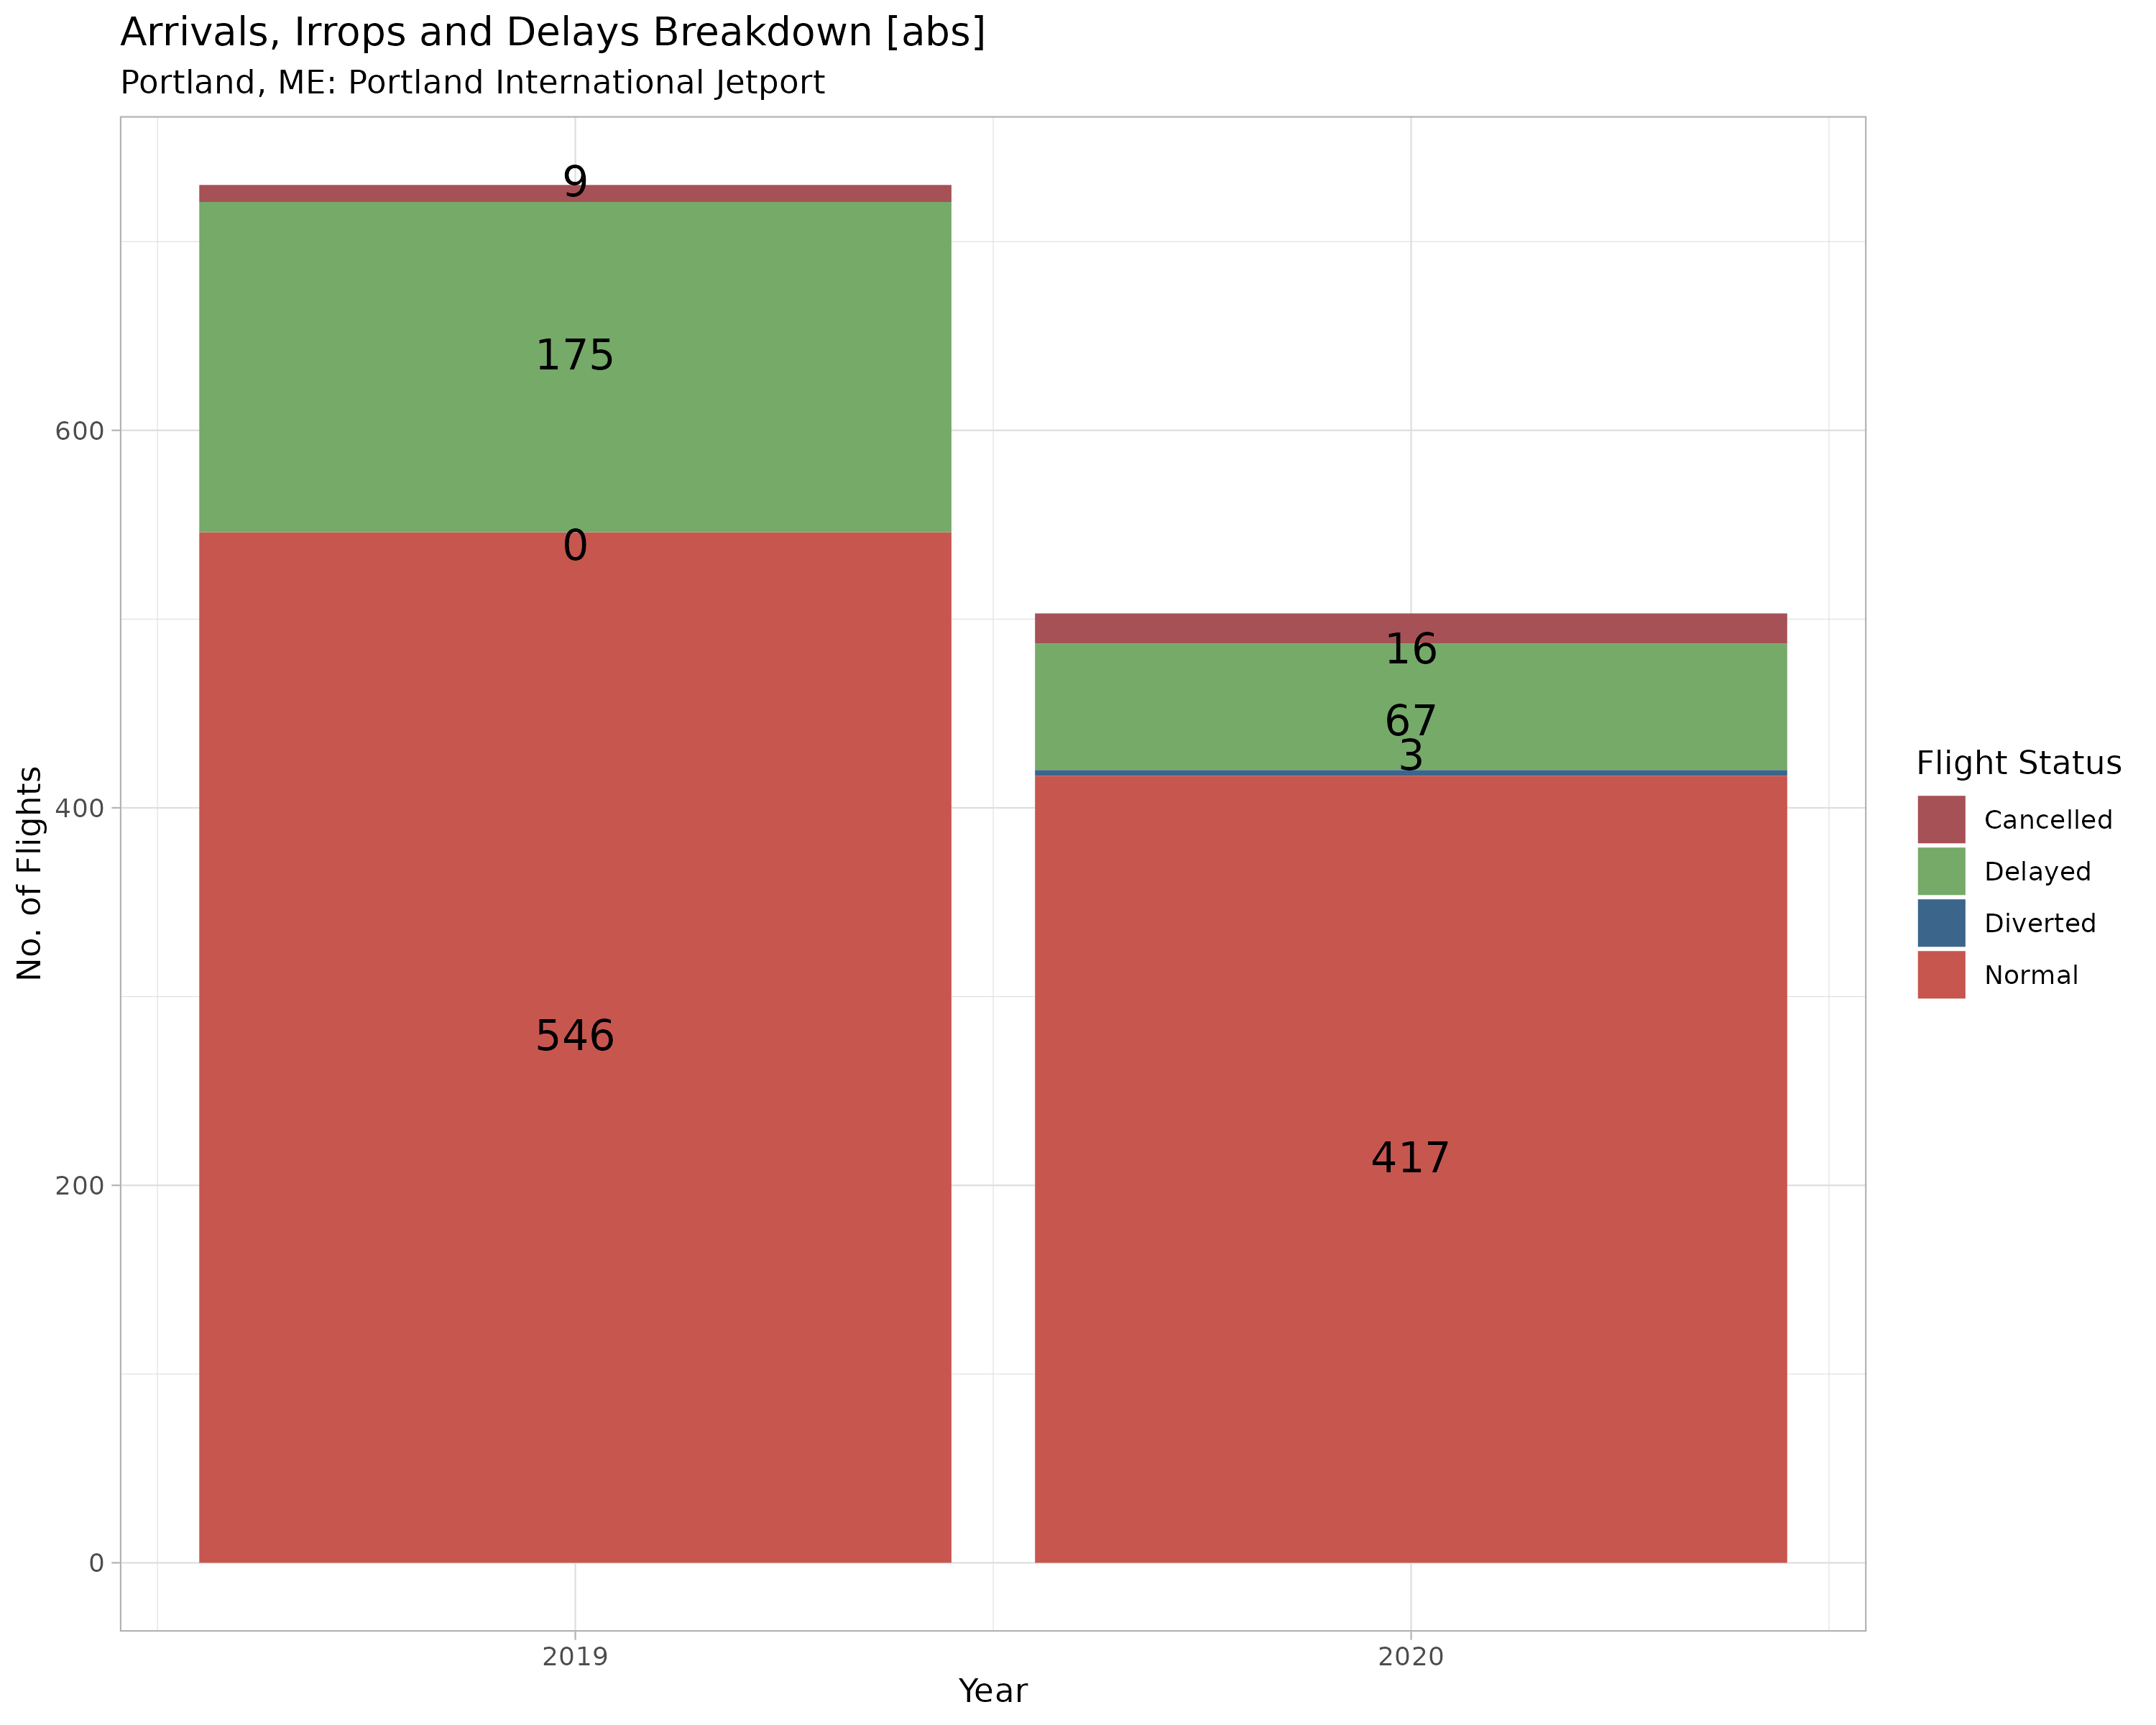 Arrivals, Irrops and Delays Breakdown [abs]
Portland, ME: Portland International Jetport
No. of Flights
600
400
200
0
9
175
0
546
16
67
3
417
2019
2020
Year
Flight Status
Cancelled
Delayed
Diverted
Normal